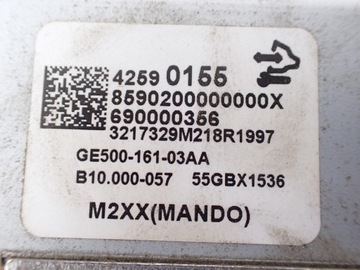 4259 0155
8590200000000X
690000356
3217329M218R1997
GE500-161-03AA
B10.000-057 55GBX1536
M2XX(MANDO)